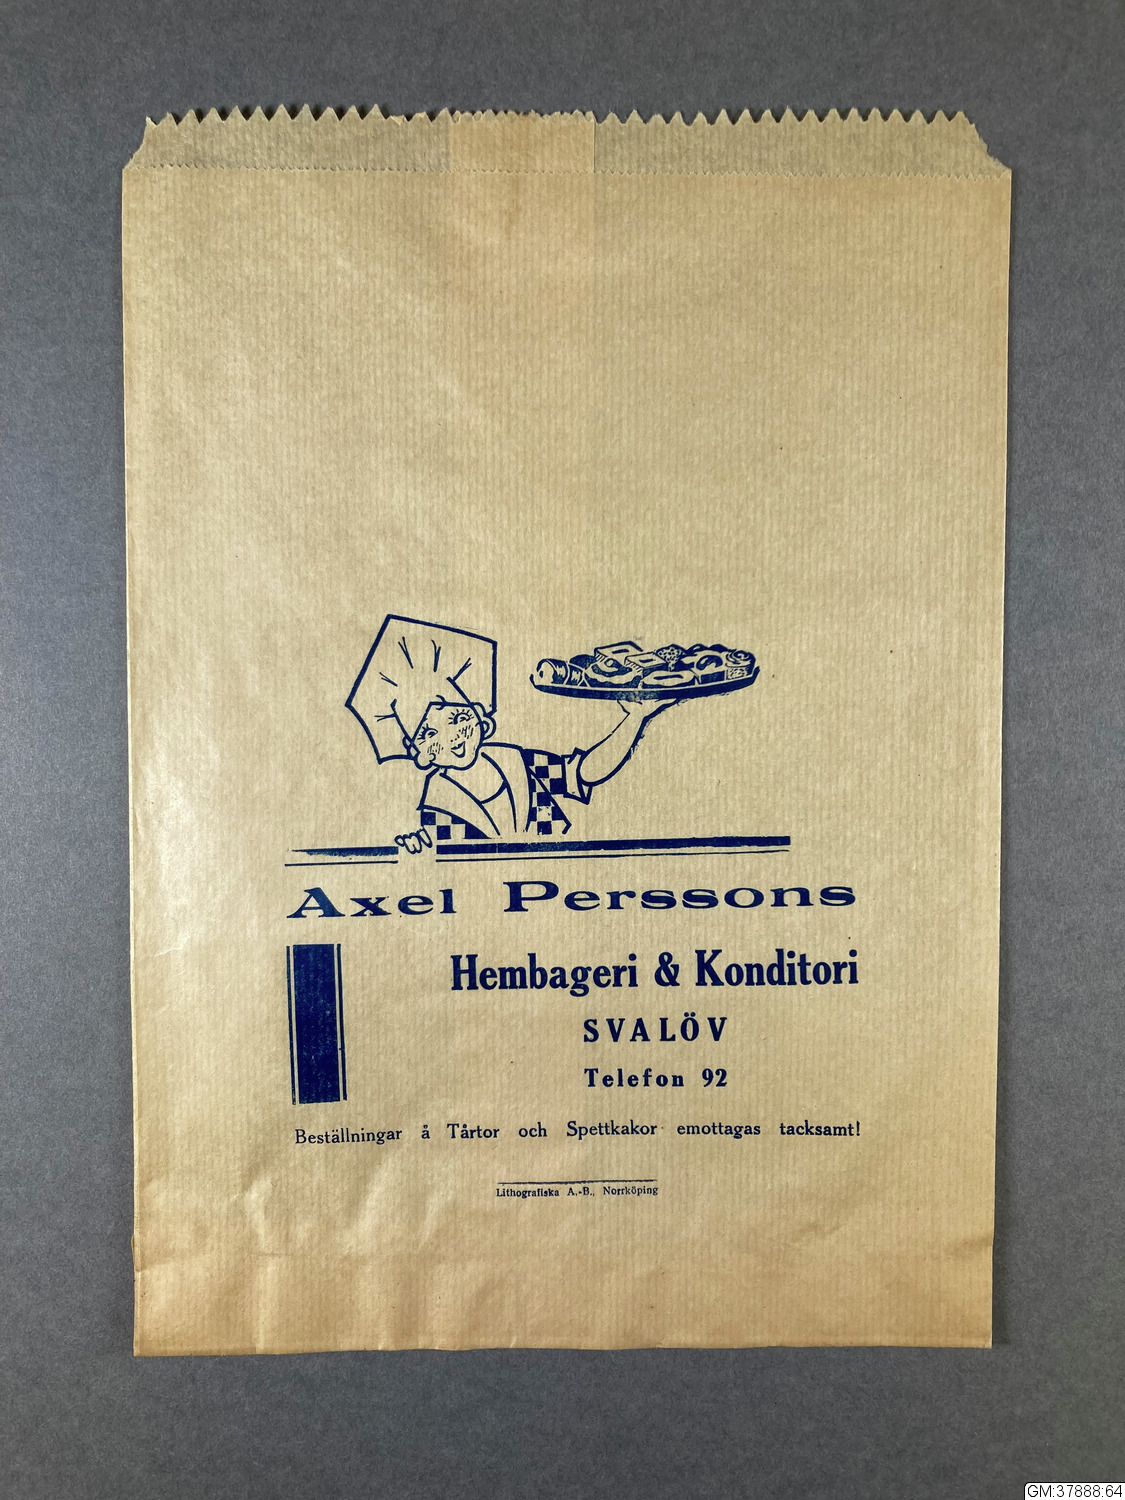 Axel Perssons
Hembageri & Konditori
SVALÖV
Telefon 92
Beställningar å Tårtor och Spettkakor emottagas tacksamt!
Lithografiska A.-B., Norrköping
GM:37888:64